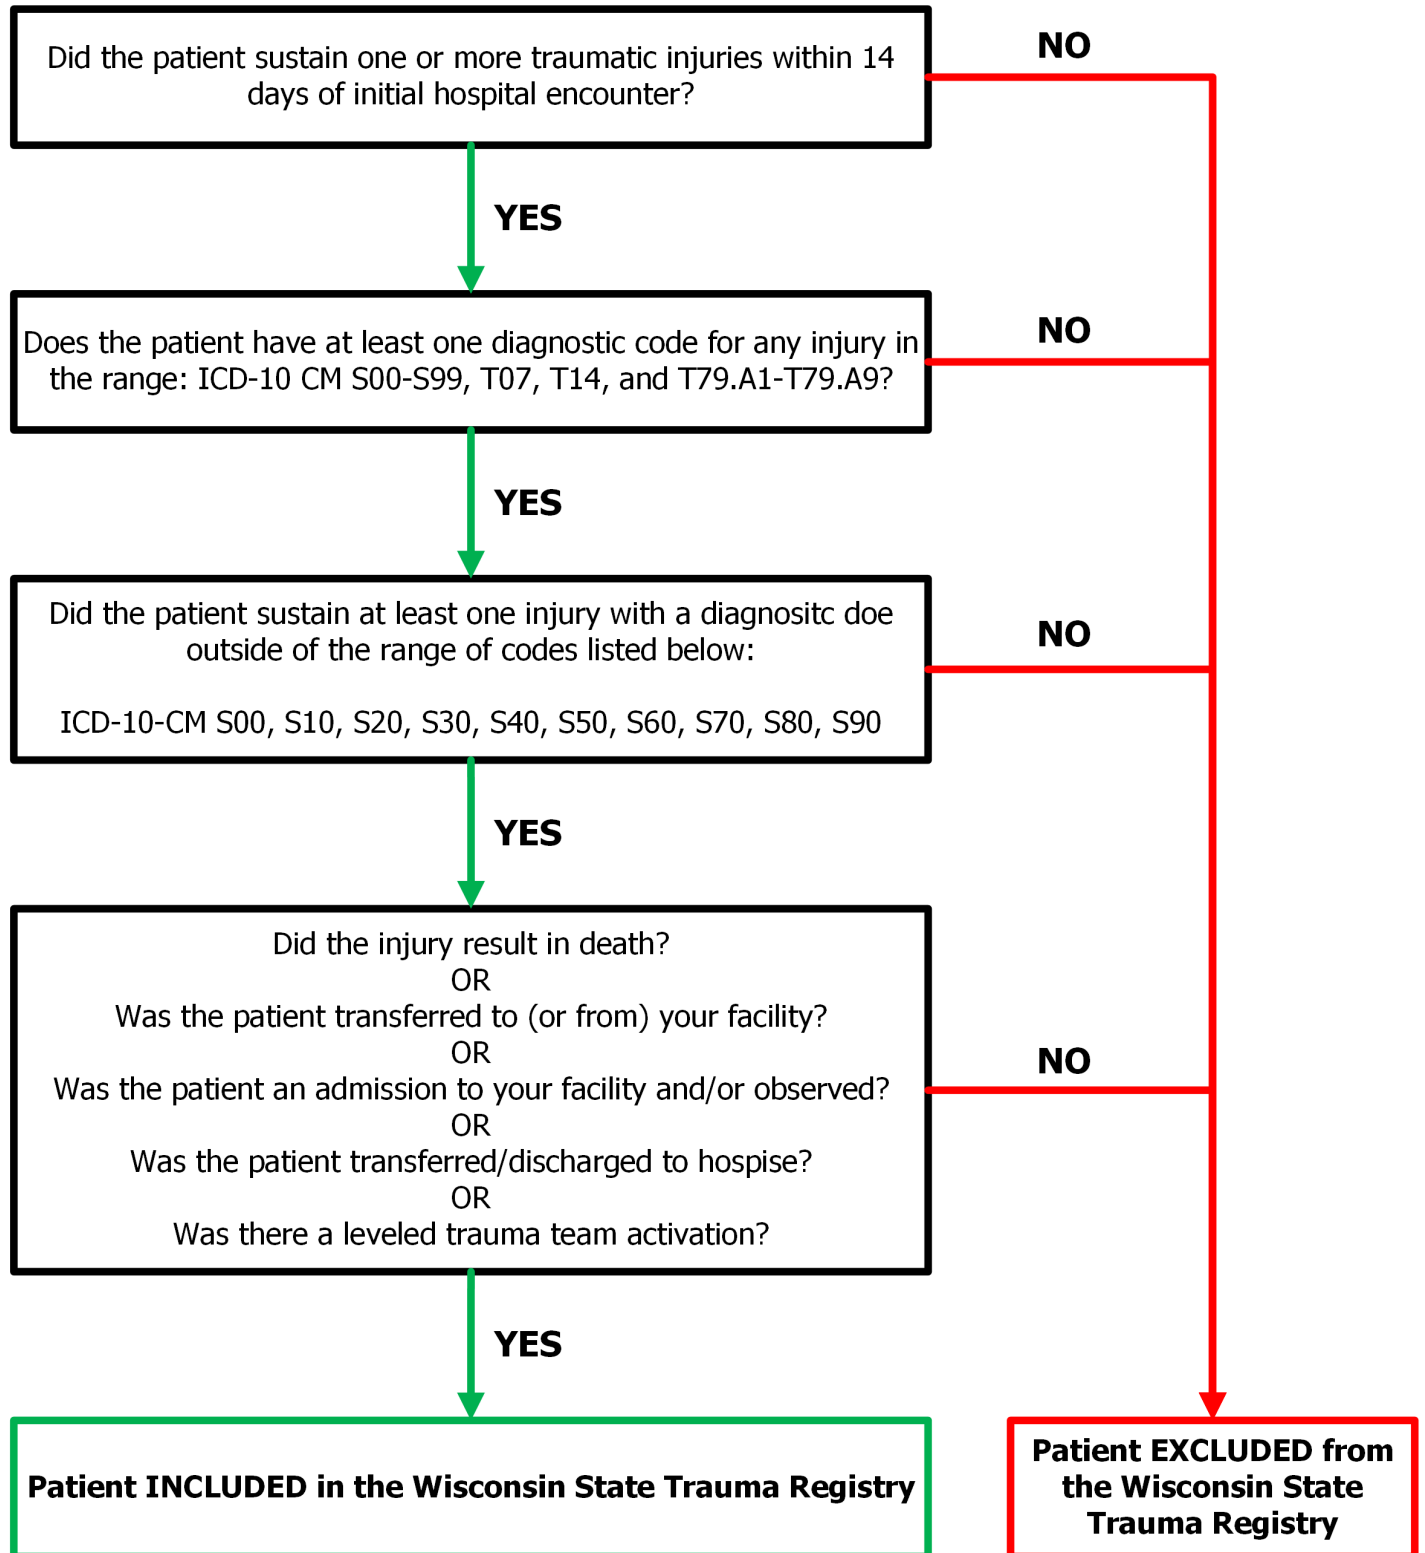 Did the patient sustain one or more traumatic injuries within 14
days of initial hospital encounter?
NO
YES
Does the patient have at least one diagnostic code for any injury in
the range: ICD-10 CM S00-S99, T07, T14, and T79.A1-T79.A9?
NO
YES
Did the patient sustain at least one injury with a diagnositc doe
outside of the range of codes listed below:
ICD-10-CM S00, S10, S20, S30, S40, S50, S60, S70, S80, S90
NO
YES
Did the injury result in death?
OR
Was the patient transferred to (or from) your facility?
OR
Was the patient an admission to your facility and/or observed?
OR
Was the patient transferred/discharged to hospise?
OR
Was there a leveled trauma team activation?
NO
YES
Patient INCLUDED in the Wisconsin State Trauma Registry
Patient EXCLUDED from
the Wisconsin State
Trauma Registry